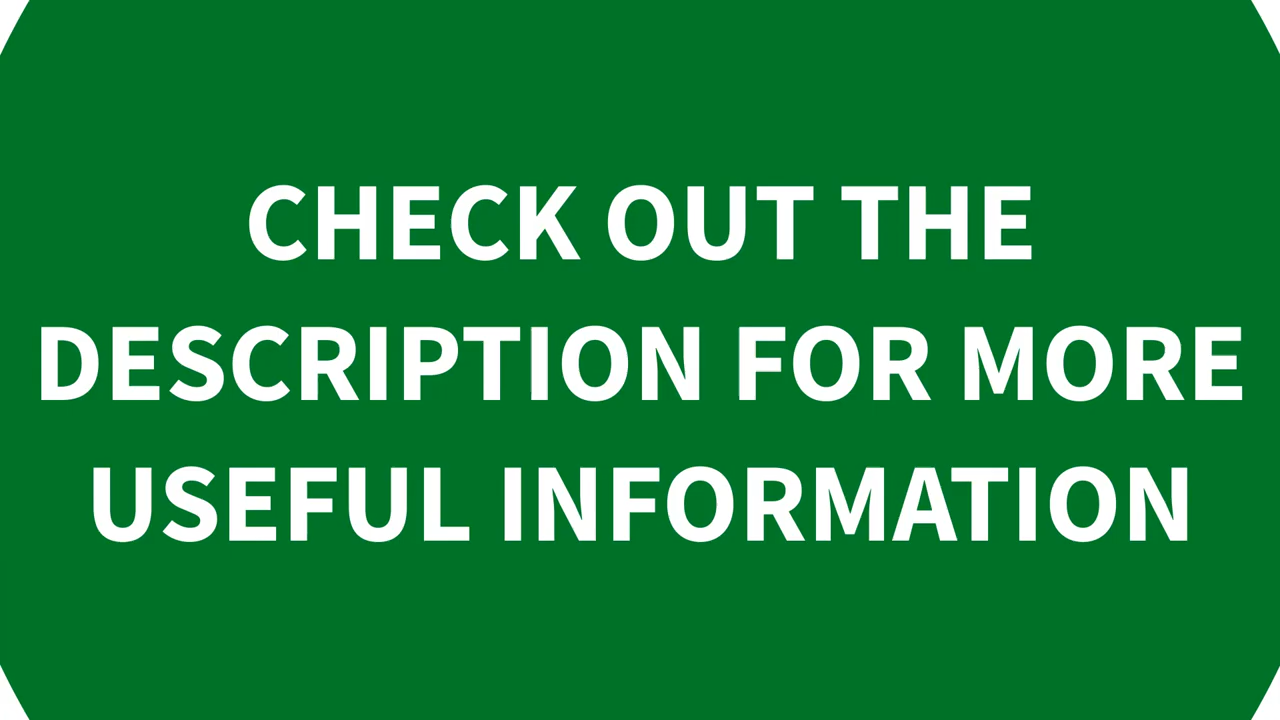 CHECK OUT THE
DESCRIPTION FOR MORE
USEFUL INFORMATION